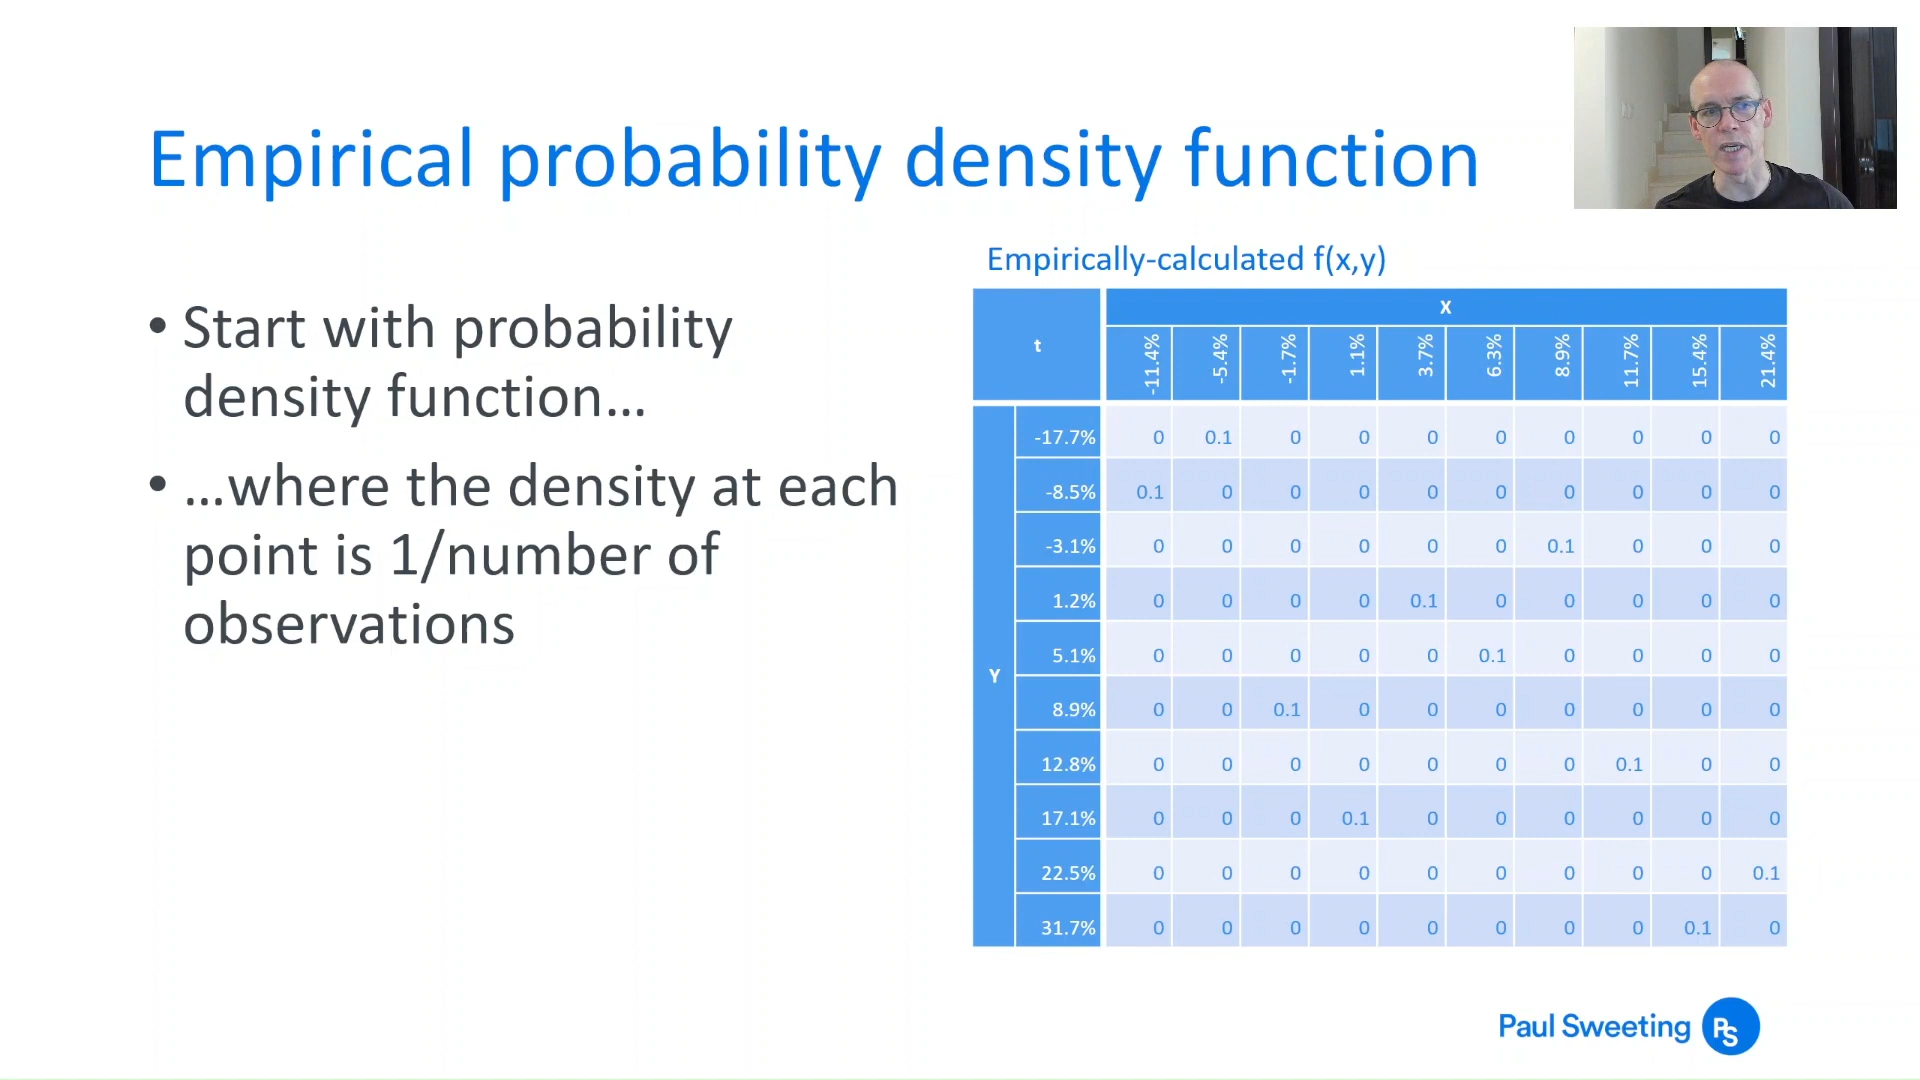 Empirical probability density function
• Start with probability
density function...
• ...where the density at each
point is 1/number of
observations
Empirically-calculated f(x,y)
t X
-11.4% -5.4% -1.7% 1.1% 3.7% 6.3% 8.9% 11.7% 15.4% 21.4%
Y
-17.7% 0 0.1 0 0 0 0 0 0 0 0
-8.5% 0.1 0 0 0 0 0 0 0 0 0
-3.1% 0 0 0 0 0 0 0.1 0 0 0
1.2% 0 0 0 0 0.1 0 0 0 0 0
5.1% 0 0 0 0 0 0.1 0 0 0 0
8.9% 0 0 0.1 0 0 0 0 0 0 0
12.8% 0 0 0 0 0 0 0 0.1 0 0
17.1% 0 0 0 0.1 0 0 0 0 0 0
22.5% 0 0 0 0 0 0 0 0 0 0.1
31.7% 0 0 0 0 0 0 0 0 0.1 0
Paul Sweeting PS